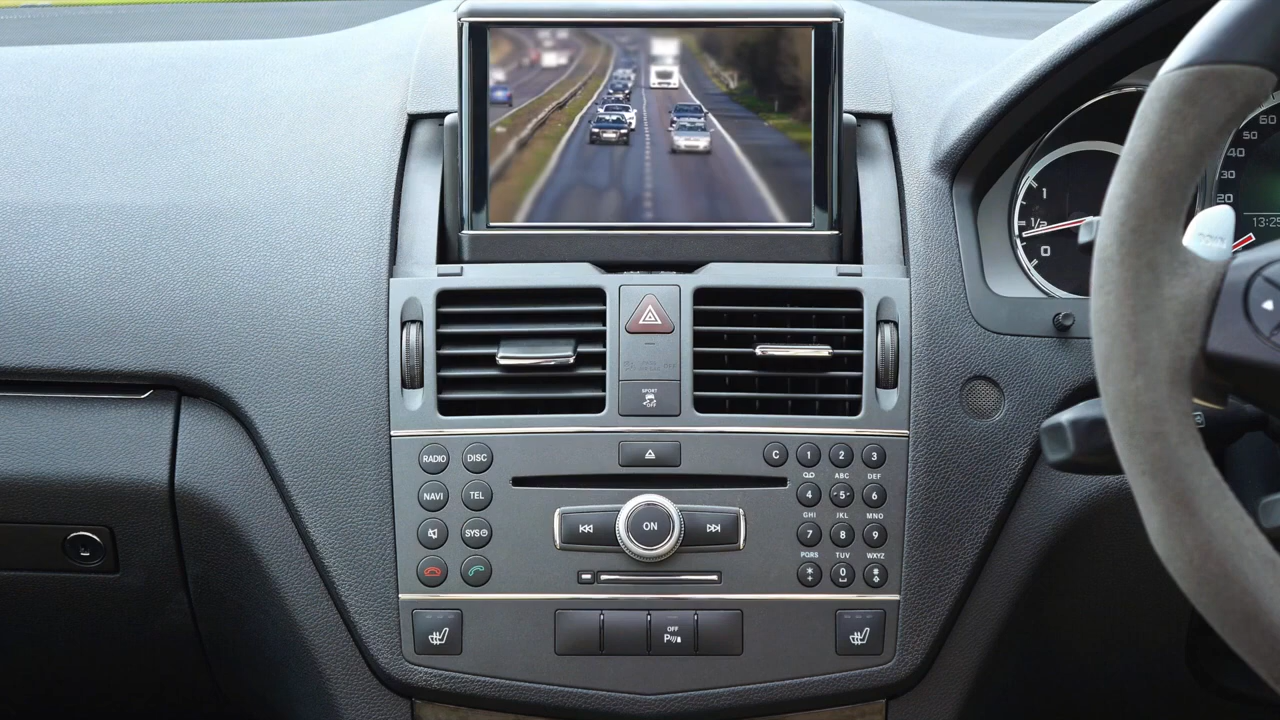 60
50
40
30
20
13:25
1
1/2
0
SPORT
OFF
RADIO
DISC
C
1
2
3
ABC
DEF
NAVI
TEL
4
5
6
GHI
JKL
MNO
SYS
ON
7
8
9
PQRS
TUV
WXYZ
*
0
#
OFF
P